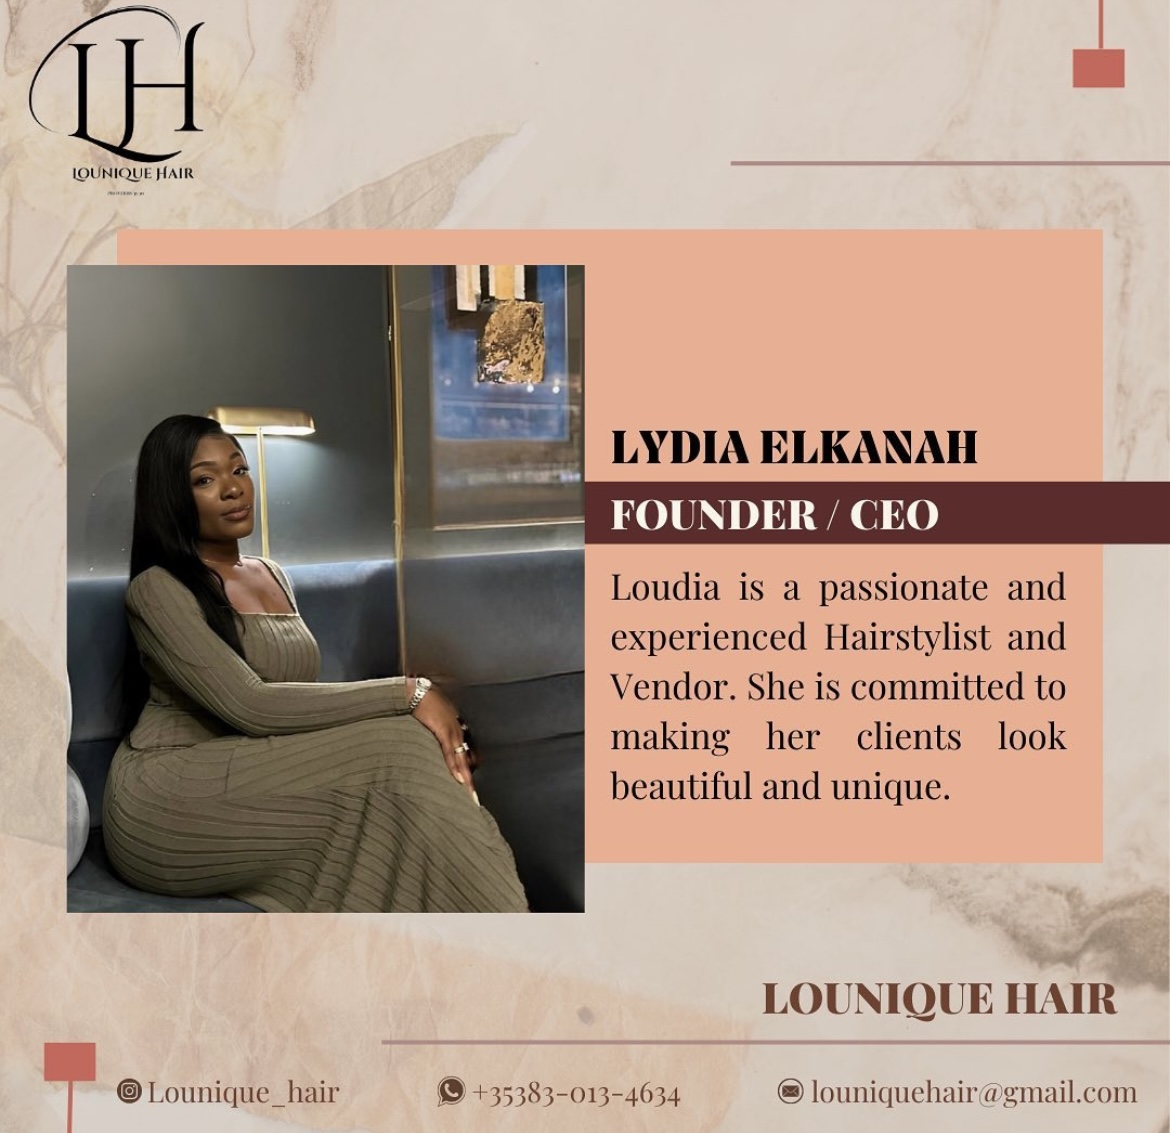 LH
LOUNIQUE HAIR
LYDIA ELKANAH
FOUNDER / CEO
Loudia is a passionate and
experienced Hairstylist and
Vendor. She is committed to
making her clients look
beautiful and unique.
LOUNIQUE HAIR
Lounique_hair
+35383-013-4634
louniquehair@gmail.com